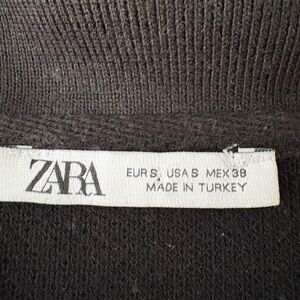 ZARA
EUR S, USA S MEX 38
MADE IN TURKEY